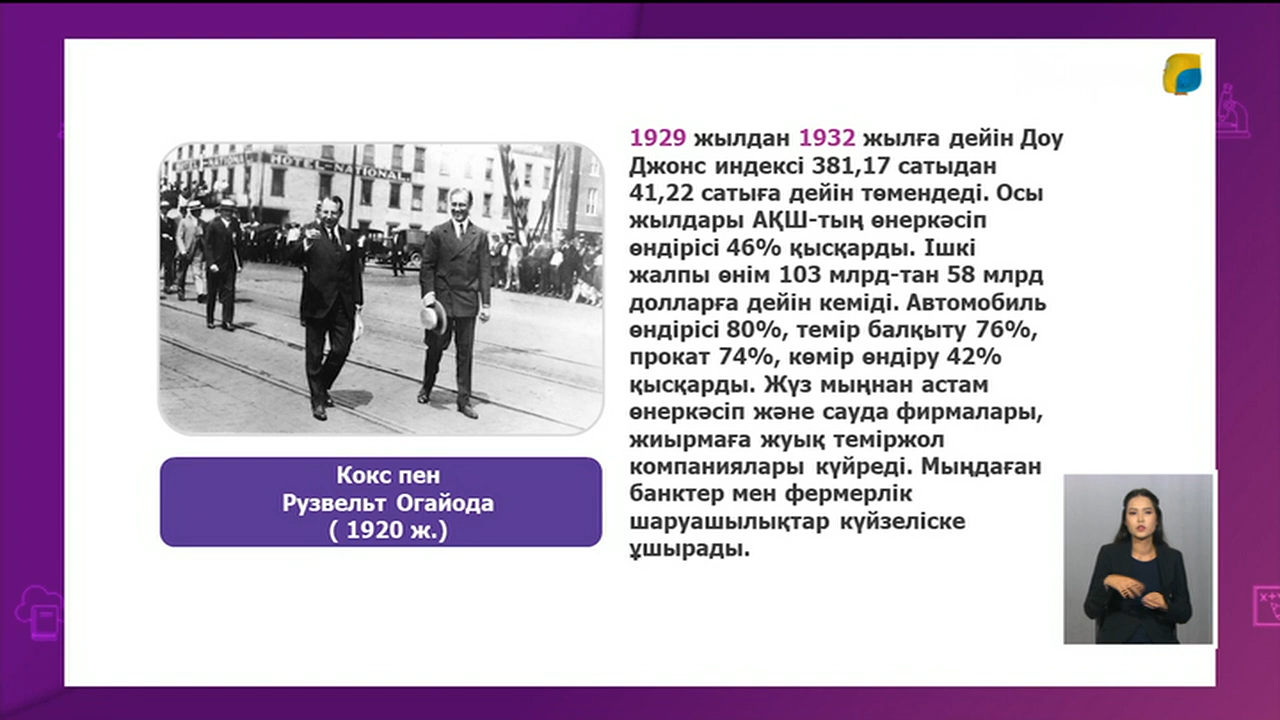 HOTEL-NATIONAL.
Кокс пен
Рузвельт Огайода
( 1920 ж.)
1929 жылдан 1932 жылға дейін Доу
Джонс индексі 381,17 сатыдан
41,22 сатыға дейін төмендеді. Осы
жылдары АҚШ-тың өнеркәсіп
өндірісі 46% қысқарды. Ішкі
жалпы өнім 103 млрд-тан 58 млрд
долларға дейін кеміді. Автомобиль
өндірісі 80%, темір балқыту 76%,
прокат 74%, көмір өндіру 42%
қысқарды. Жүз мыңнан астам
өнеркәсіп және сауда фирмалары,
жиырмаға жуық теміржол
компаниялары күйреді. Мыңдаған
банктер мен фермерлік
шаруашылықтар күйзеліске
ұшырады.